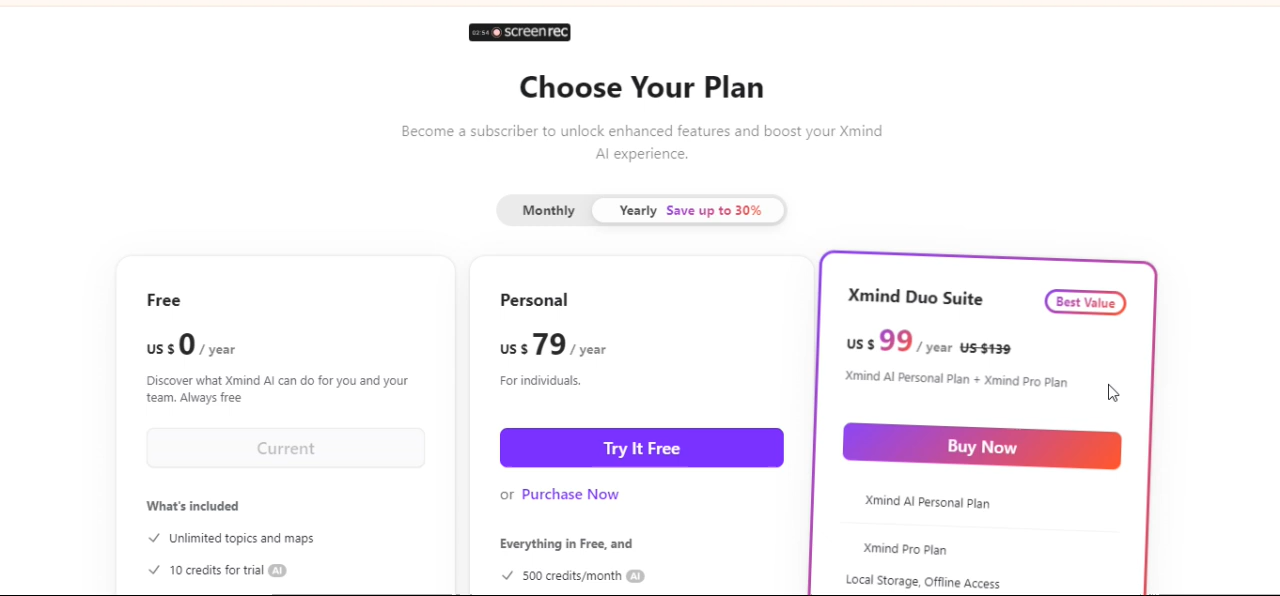 02:54 screenrec
Choose Your Plan
Become a subscriber to unlock enhanced features and boost your Xmind
AI experience.
Monthly Yearly Save up to 30%
Free
US $ 0 / year
Discover what Xmind AI can do for you and your
team. Always free
Current
What's included
Unlimited topics and maps
10 credits for trial AI
Personal
US $ 79 / year
For individuals.
Try It Free
or Purchase Now
Everything in Free, and
500 credits/month AI
Xmind Duo Suite Best Value
US $ 99 / year US $139
Xmind AI Personal Plan + Xmind Pro Plan
Buy Now
Xmind AI Personal Plan
Xmind Pro Plan
Local Storage, Offline Access